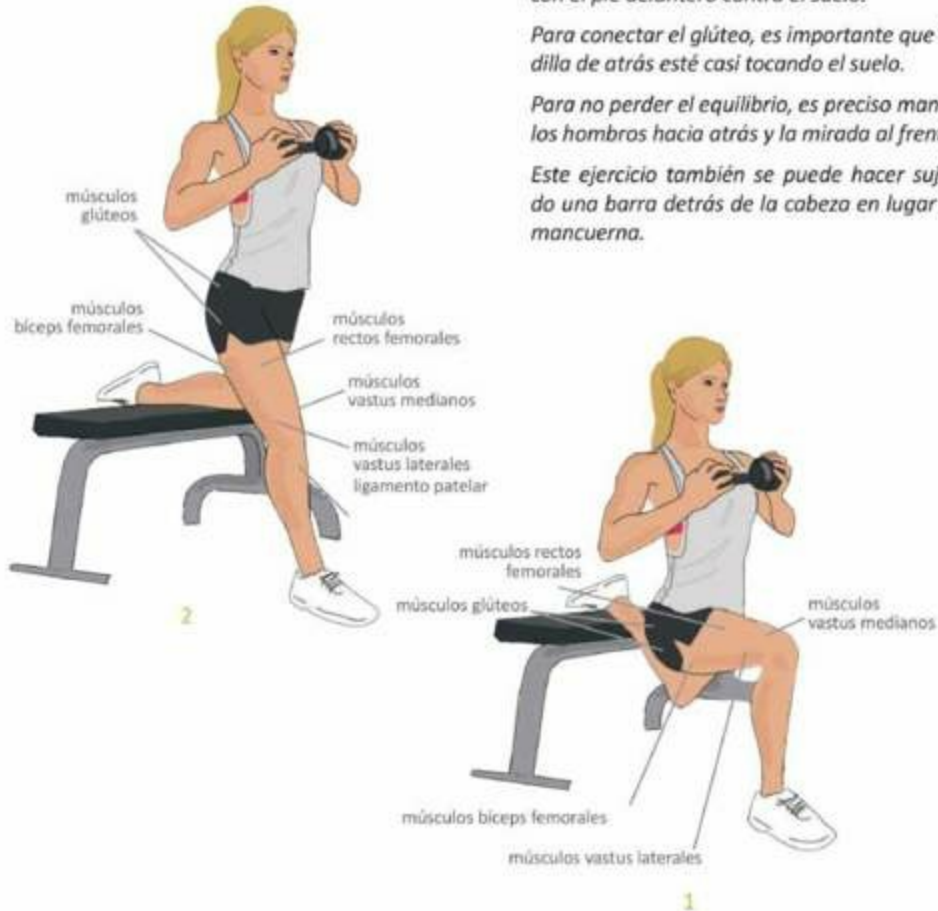 Para conectar el glúteo, es importante que
dilla de atrás esté casi tocando el suelo.
Para no perder el equilibrio, es preciso man
los hombros hacia atrás y la mirada al fren
Este ejercicio también se puede hacer suj
do una barra detrás de la cabeza en lugar
mancuerna.
músculos
glúteos
músculos
bíceps femorales
músculos
rectos femorales
músculos
vastus medianos
músculos
vastus laterales
ligamento patelar
2
músculos rectos
femorales
músculos glúteos
músculos
vastus medianos
músculos bíceps femorales
músculos vastus laterales
1